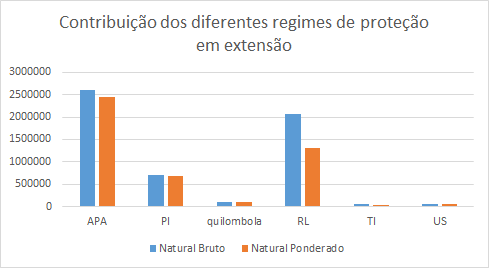 Contribuição dos diferentes regimes de proteção
em extensão
3000000
2500000
2000000
1500000
1000000
500000
0
APA PI quilombola RL TI US
Natural Bruto Natural Ponderado